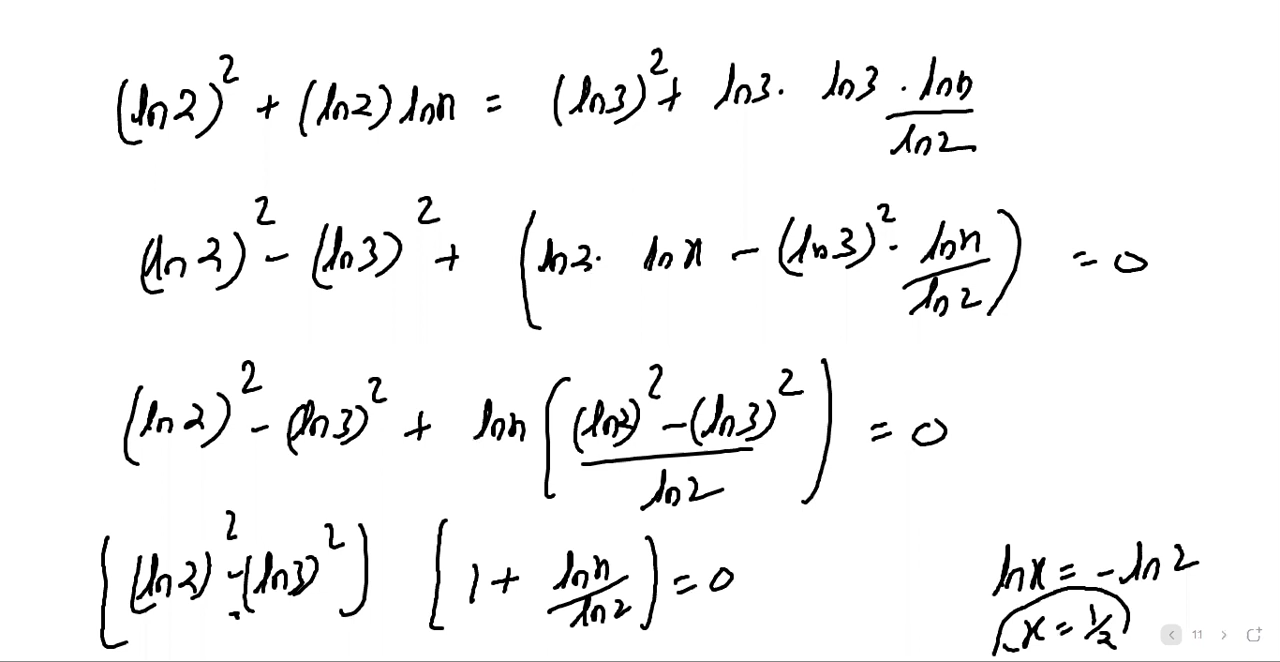 (ln2)² + (ln2) lnx = (ln3)² + ln3 · ln3 · lnx/ln2
(ln2)² - (ln3)² + (ln2 · lnx - (ln3)² · lnx/ln2) = 0
(ln2)² - (ln3)² + lnx [((ln2)² - (ln3)²)/ln2] = 0
[(ln2)² - (ln3)²] [1 + lnx/ln2] = 0
lnx = -ln2
x = 1/2
11